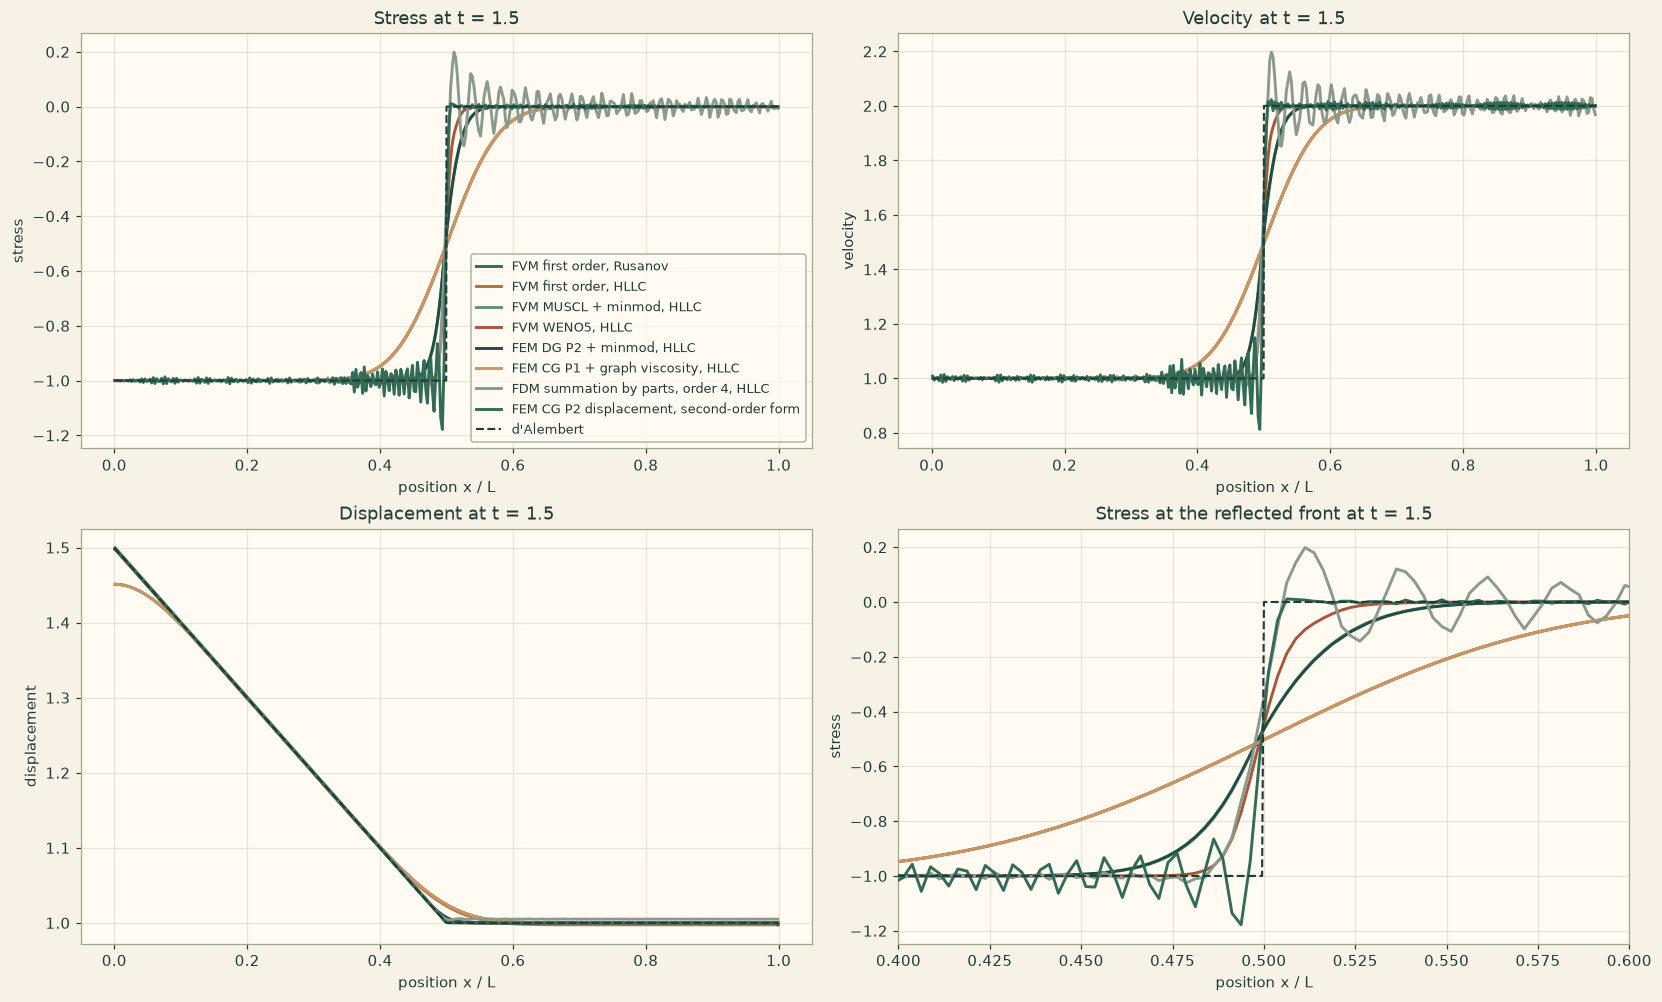 Stress at t = 1.5
0.2
0.0
−0.2
−0.4
−0.6
−0.8
−1.0
−1.2
stress
0.0 0.2 0.4 0.6 0.8 1.0
position x / L
FVM first order, Rusanov
FVM first order, HLLC
FVM MUSCL + minmod, HLLC
FVM WENO5, HLLC
FEM DG P2 + minmod, HLLC
FEM CG P1 + graph viscosity, HLLC
FDM summation by parts, order 4, HLLC
FEM CG P2 displacement, second-order form
d'Alembert
Velocity at t = 1.5
2.2
2.0
1.8
1.6
1.4
1.2
1.0
0.8
velocity
0.0 0.2 0.4 0.6 0.8 1.0
position x / L
Displacement at t = 1.5
1.5
1.4
1.3
1.2
1.1
1.0
displacement
0.0 0.2 0.4 0.6 0.8 1.0
position x / L
Stress at the reflected front at t = 1.5
0.2
0.0
−0.2
−0.4
−0.6
−0.8
−1.0
−1.2
stress
0.400 0.425 0.450 0.475 0.500 0.525 0.550 0.575 0.600
position x / L